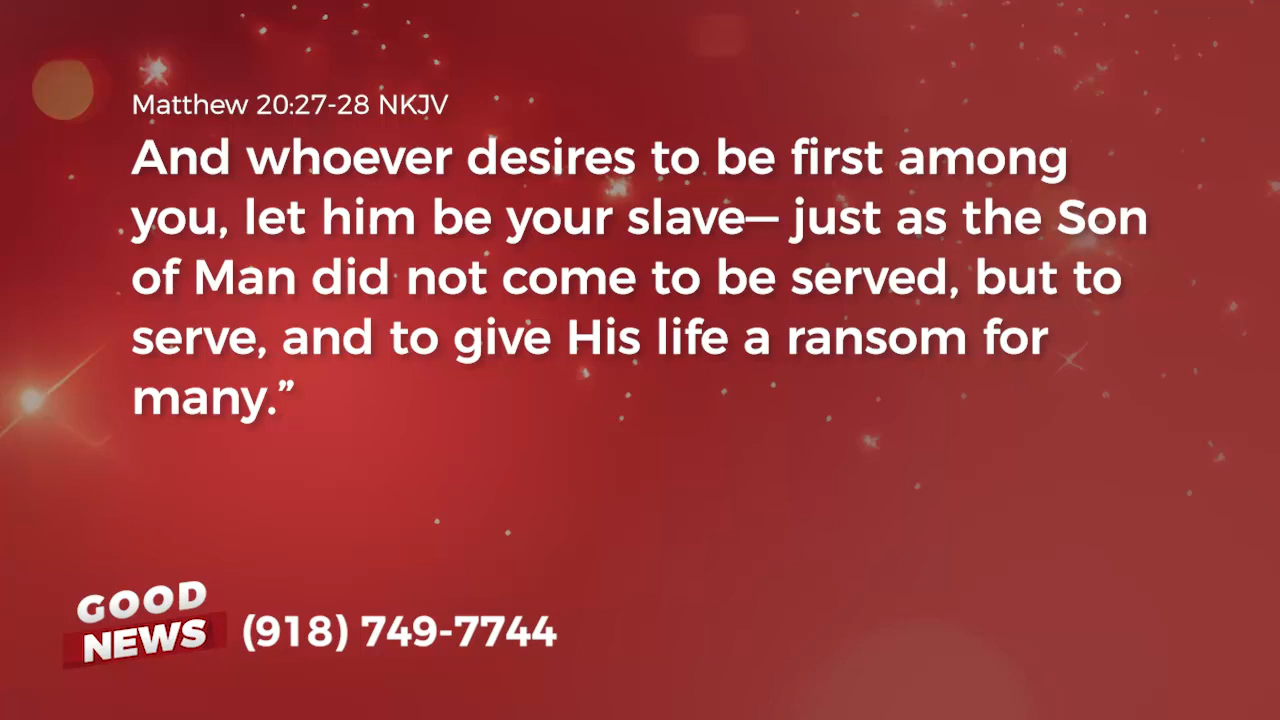 Matthew 20:27-28 NKJV
And whoever desires to be first among
you, let him be your slave— just as the Son
of Man did not come to be served, but to
serve, and to give His life a ransom for
many.”
GOOD
NEWS
(918) 749-7744